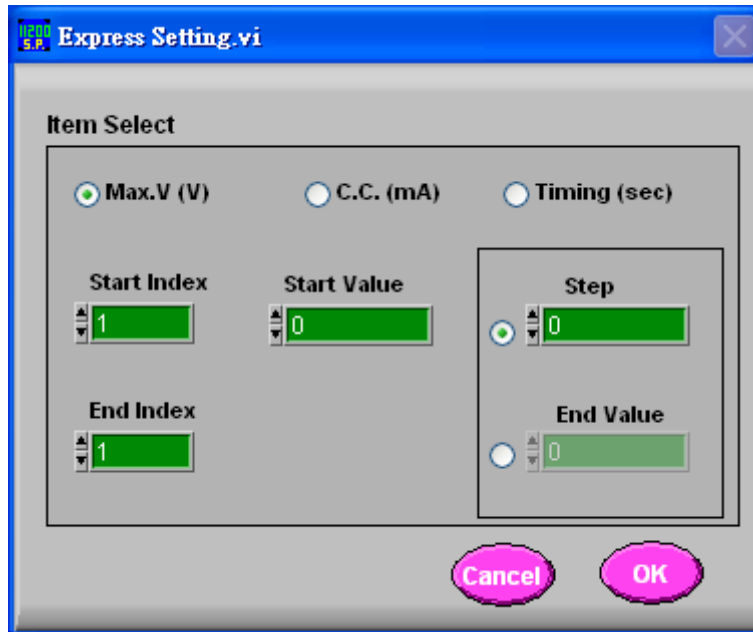 11200
S.P.
Express Setting.vi
Item Select
Max.V (V)
C.C. (mA)
Timing (sec)
Start Index
Start Value
Step
1
0
0
End Index
End Value
1
0
Cancel
OK